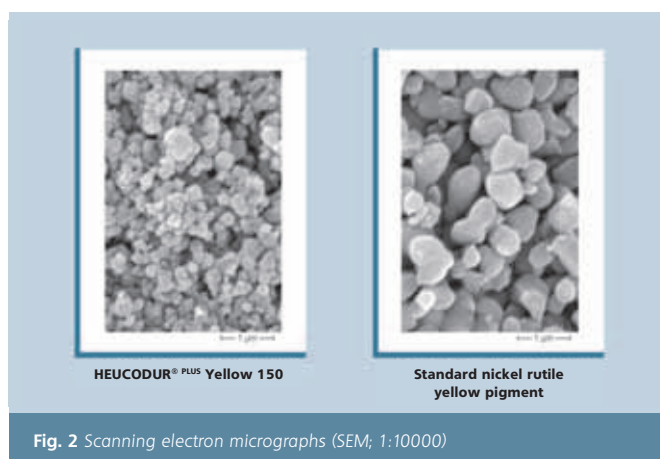 HEUCODUR® PLUS Yellow 150
Standard nickel rutile
yellow pigment
Fig. 2 Scanning electron micrographs (SEM; 1:10000)